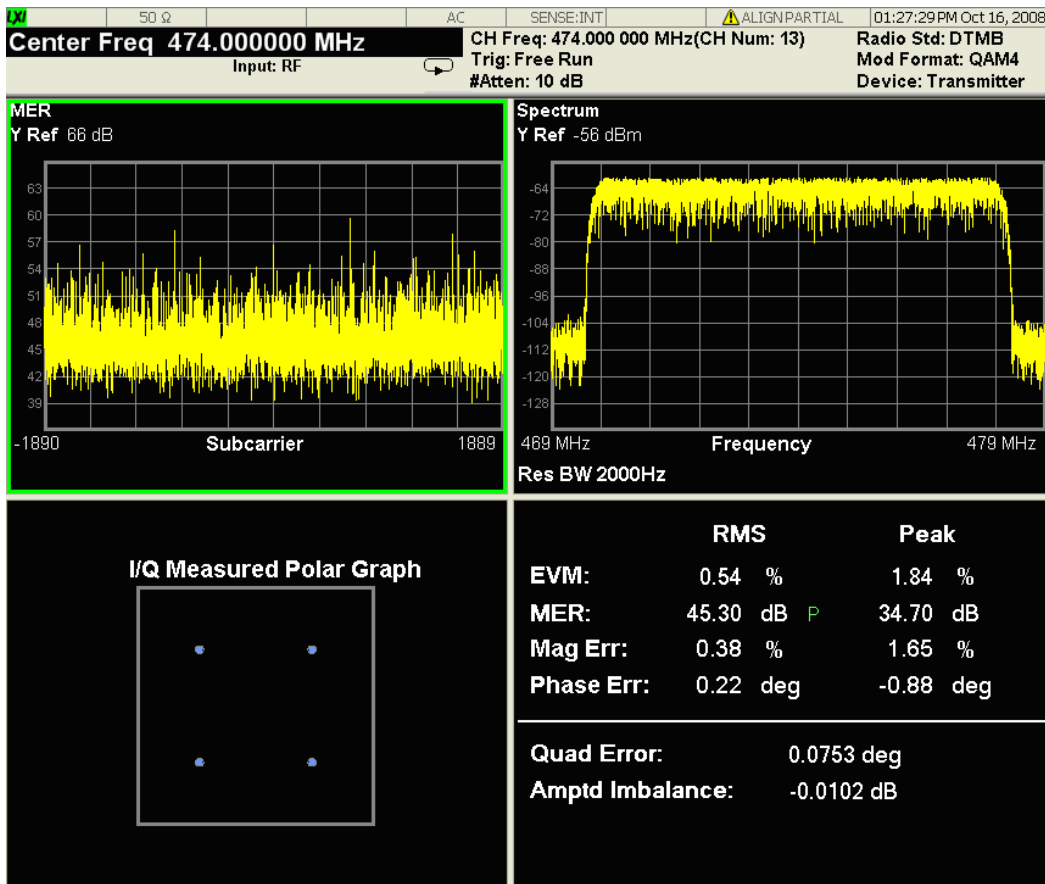 LXI 50 Ω AC SENSE:INT ALIGN PARTIAL 01:27:29 PM Oct 16, 2008
Center Freq 474.000000 MHz
Input: RF
CH Freq: 474.000 000 MHz(CH Num: 13)
Trig: Free Run
#Atten: 10 dB
Radio Std: DTMB
Mod Format: QAM4
Device: Transmitter
MER
Y Ref 66 dB
63
60
57
54
51
48
45
42
39
-1890 Subcarrier 1889
Spectrum
Y Ref -56 dBm
-64
-72
-80
-88
-96
-104
-112
-120
-128
469 MHz Frequency 479 MHz
Res BW 2000Hz
I/Q Measured Polar Graph
RMS Peak
EVM: 0.54 % 1.84 %
MER: 45.30 dB P 34.70 dB
Mag Err: 0.38 % 1.65 %
Phase Err: 0.22 deg -0.88 deg
Quad Error: 0.0753 deg
Amptd Imbalance: -0.0102 dB